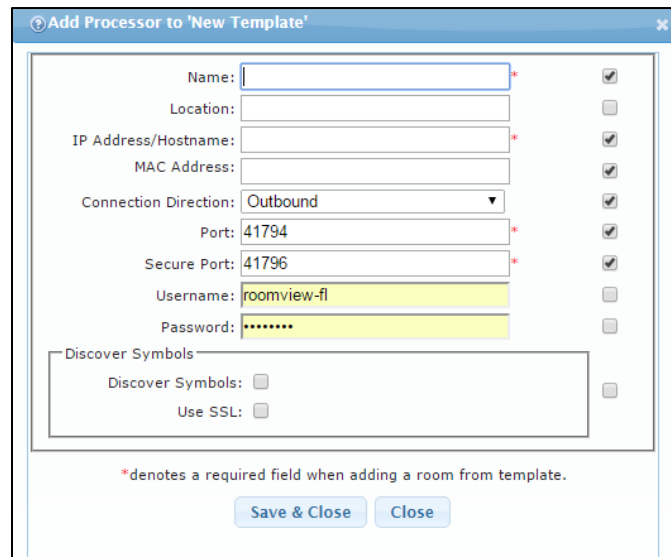 Add Processor to 'New Template'
Name: *
Location:
IP Address/Hostname: *
MAC Address:
Connection Direction: Outbound
Port: 41794 *
Secure Port: 41796 *
Username: roomview-fl
Password: ••••••••
Discover Symbols
Discover Symbols:
Use SSL:
*denotes a required field when adding a room from template.
Save & Close Close